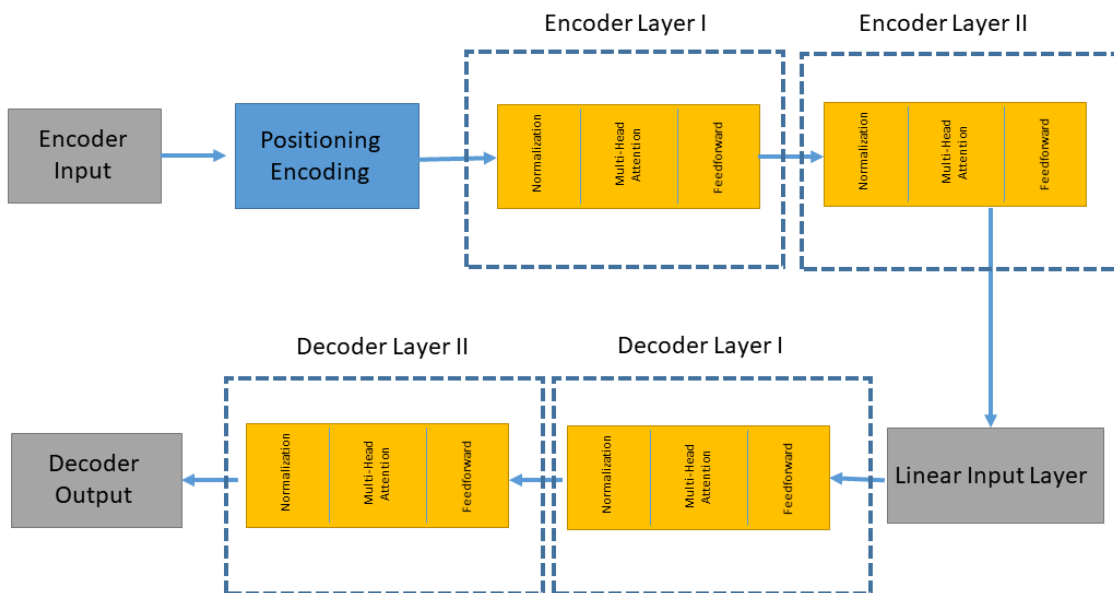 Encoder Layer I
Encoder Layer II
Encoder
Input
Positioning
Encoding
Normalization
Multi-Head
Attention
Feedforward
Normalization
Multi-Head
Attention
Feedforward
Decoder Layer II
Decoder Layer I
Decoder
Output
Normalization
Multi-Head
Attention
Feedforward
Normalization
Multi-Head
Attention
Feedforward
Linear Input Layer